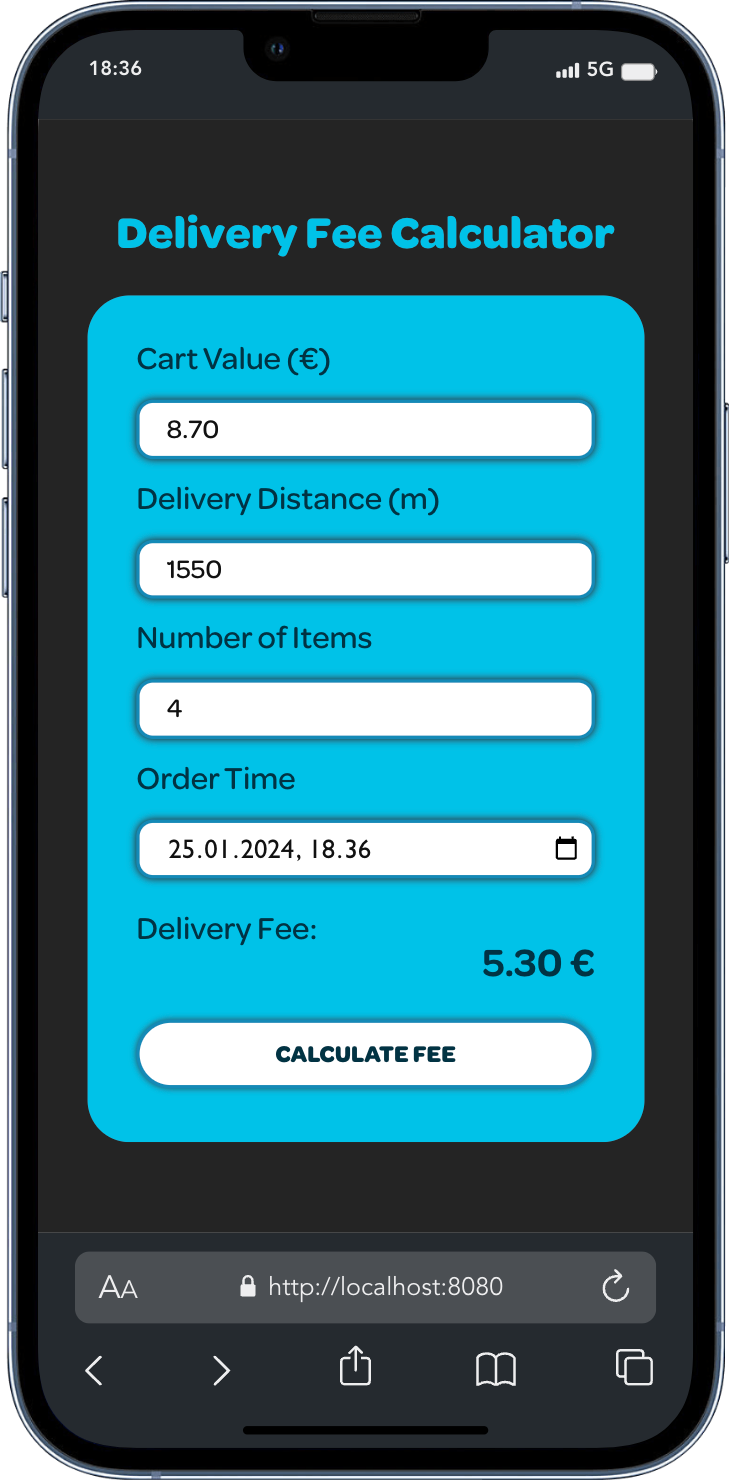 18:36
5G
Delivery Fee Calculator
Cart Value (€)
8.70
Delivery Distance (m)
1550
Number of Items
4
Order Time
25.01.2024, 18.36
Delivery Fee:
5.30 €
CALCULATE FEE
AA http://localhost:8080